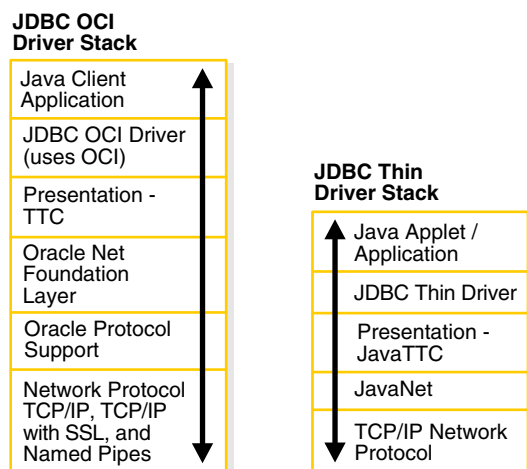 JDBC OCI
Driver Stack
Java Client
Application
JDBC OCI Driver
(uses OCI)
Presentation -
TTC
Oracle Net
Foundation
Layer
Oracle Protocol
Support
Network Protocol
TCP/IP, TCP/IP
with SSL, and
Named Pipes
JDBC Thin
Driver Stack
Java Applet /
Application
JDBC Thin Driver
Presentation -
JavaTTC
JavaNet
TCP/IP Network
Protocol